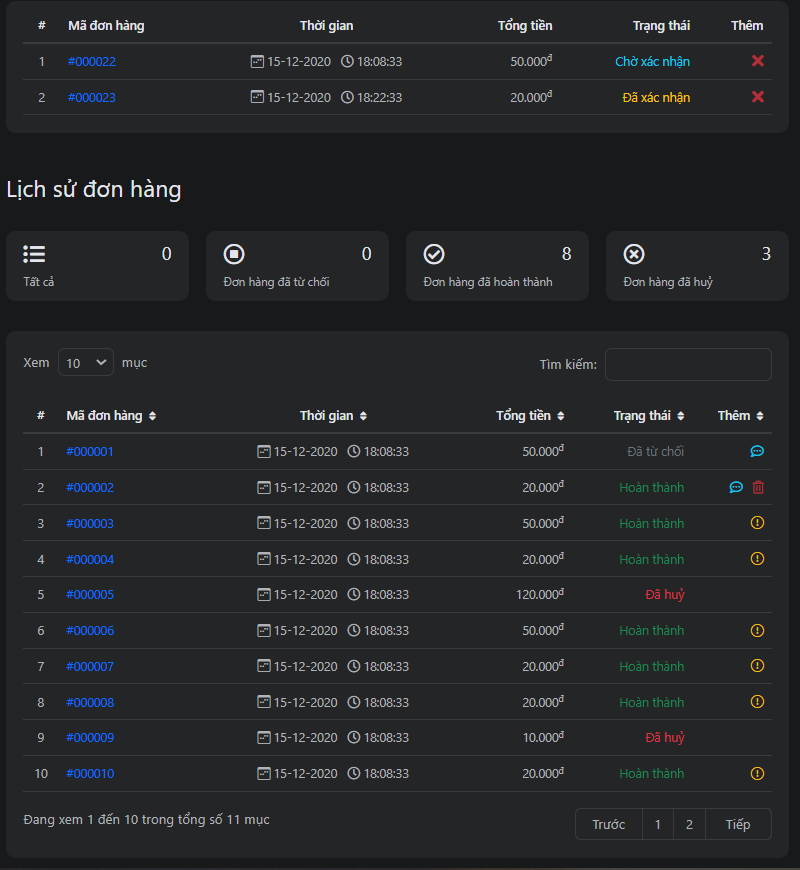 # Mã đơn hàng Thời gian Tổng tiền Trạng thái Thêm
1 #000022 15-12-2020 18:08:33 50.000đ Chờ xác nhận
2 #000023 15-12-2020 18:22:33 20.000đ Đã xác nhận
Lịch sử đơn hàng
0 0 8 3
Tất cả Đơn hàng đã từ chối Đơn hàng đã hoàn thành Đơn hàng đã huỷ
Xem 10 mục Tìm kiếm:
# Mã đơn hàng Thời gian Tổng tiền Trạng thái Thêm
1 #000001 15-12-2020 18:08:33 50.000đ Đã từ chối
2 #000002 15-12-2020 18:08:33 20.000đ Hoàn thành
3 #000003 15-12-2020 18:08:33 50.000đ Hoàn thành
4 #000004 15-12-2020 18:08:33 20.000đ Hoàn thành
5 #000005 15-12-2020 18:08:33 120.000đ Đã huỷ
6 #000006 15-12-2020 18:08:33 50.000đ Hoàn thành
7 #000007 15-12-2020 18:08:33 20.000đ Hoàn thành
8 #000008 15-12-2020 18:08:33 20.000đ Hoàn thành
9 #000009 15-12-2020 18:08:33 10.000đ Đã huỷ
10 #000010 15-12-2020 18:08:33 20.000đ Hoàn thành
Đang xem 1 đến 10 trong tổng số 11 mục Trước 1 2 Tiếp